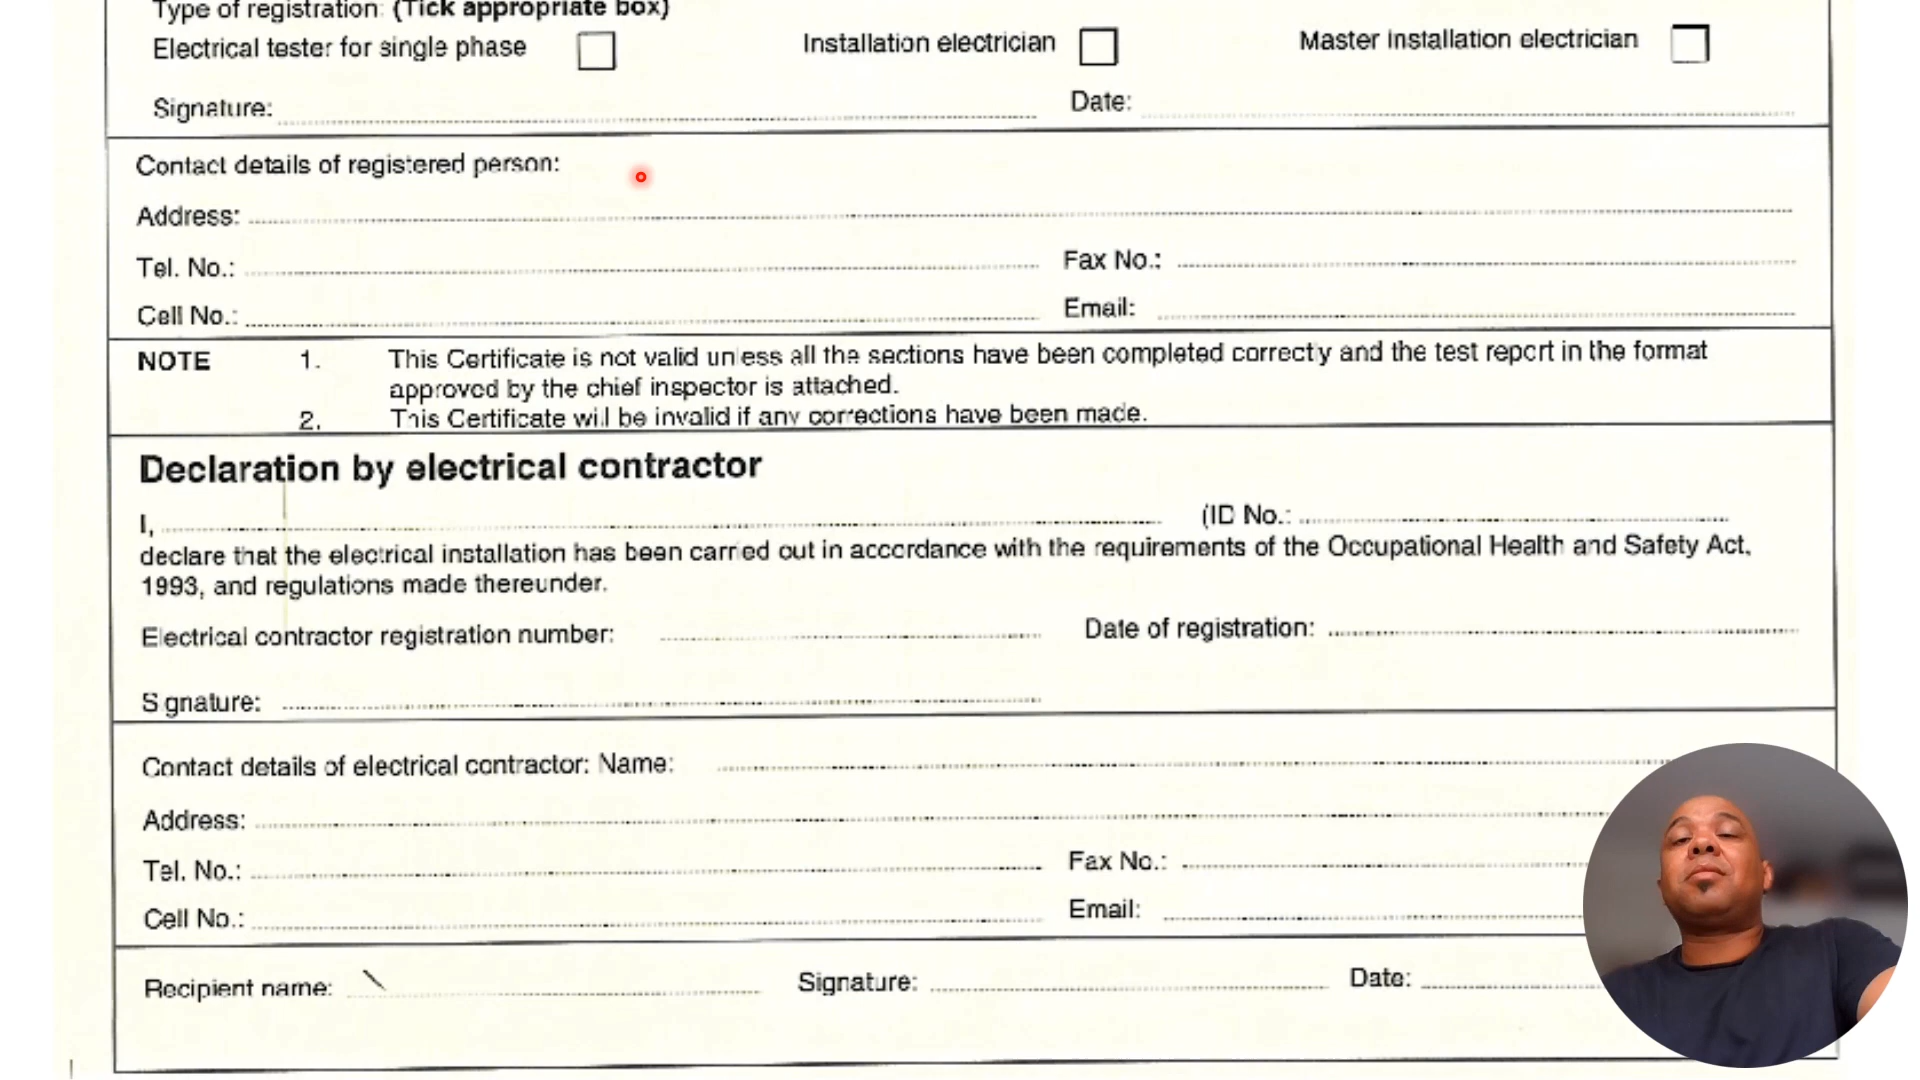 Type of registration: (Tick appropriate box)
Electrical tester for single phase Installation electrician Master installation electrician
Signature: Date:
Contact details of registered person:
Address:
Tel. No.: Fax No.:
Cell No.: Email:
NOTE 1. This Certificate is not valid unless all the sections have been completed correctly and the test report in the format
approved by the chief inspector is attached.
2. This Certificate will be invalid if any corrections have been made.
Declaration by electrical contractor
I, (ID No.:
declare that the electrical installation has been carried out in accordance with the requirements of the Occupational Health and Safety Act,
1993, and regulations made thereunder.
Electrical contractor registration number: Date of registration:
Signature:
Contact details of electrical contractor: Name:
Address:
Tel. No.: Fax No.:
Cell No.: Email:
Recipient name: Signature: Date: